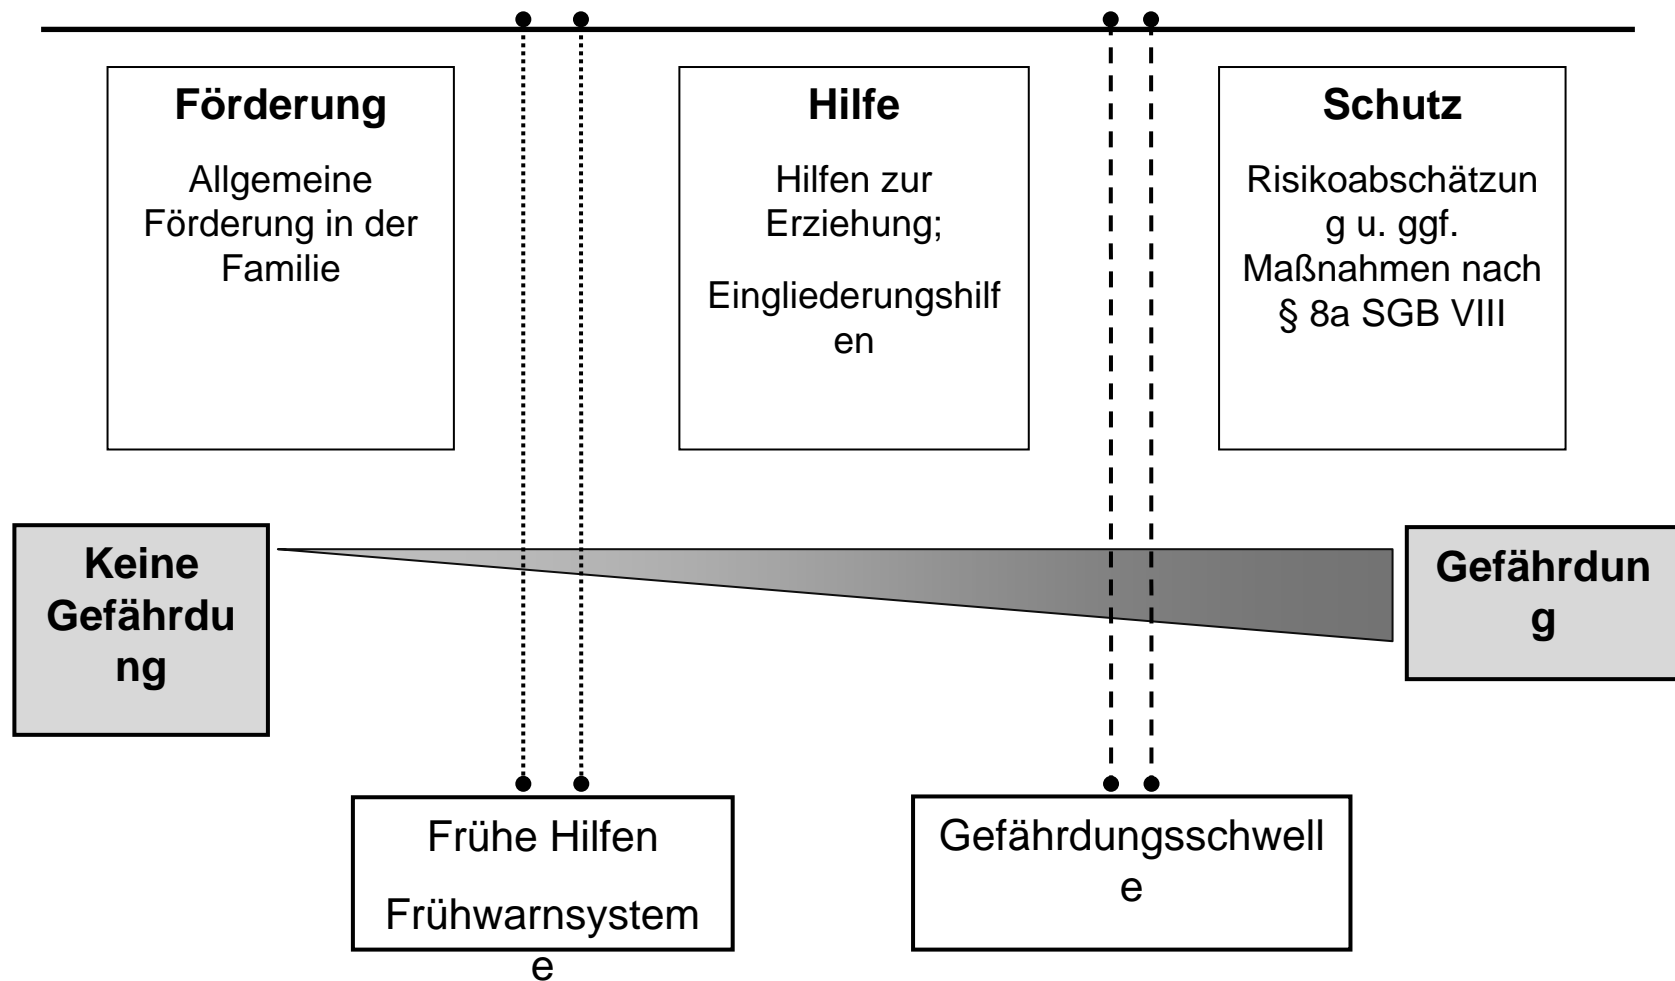 Förderung
Allgemeine
Förderung in der
Familie
Hilfe
Hilfen zur
Erziehung;
Eingliederungshilf
en
Schutz
Risikoabschätzun
g u. ggf.
Maßnahmen nach
§ 8a SGB VIII
Keine
Gefährdu
ng
Gefährdun
g
Frühe Hilfen
Frühwarnsystem
e
Gefährdungsschwell
e